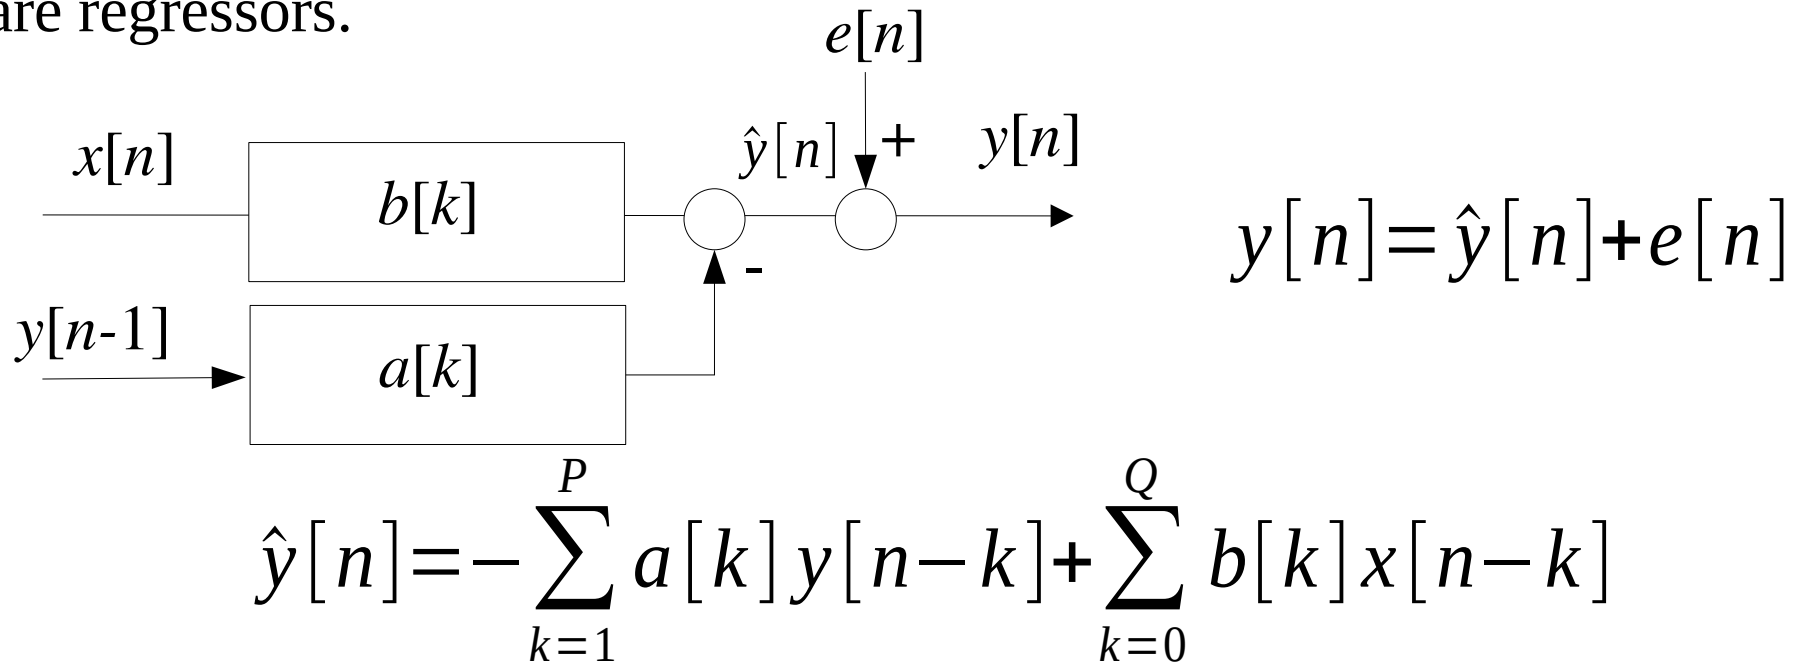 are regressors.
e[n]
x[n]
ŷ[n]
+
y[n]
b[k]
y[n]=ŷ[n]+e[n]
-
y[n-1]
a[k]
ŷ[n]=−∑_{k=1}^{P} a[k]y[n−k]+∑_{k=0}^{Q} b[k]x[n−k]